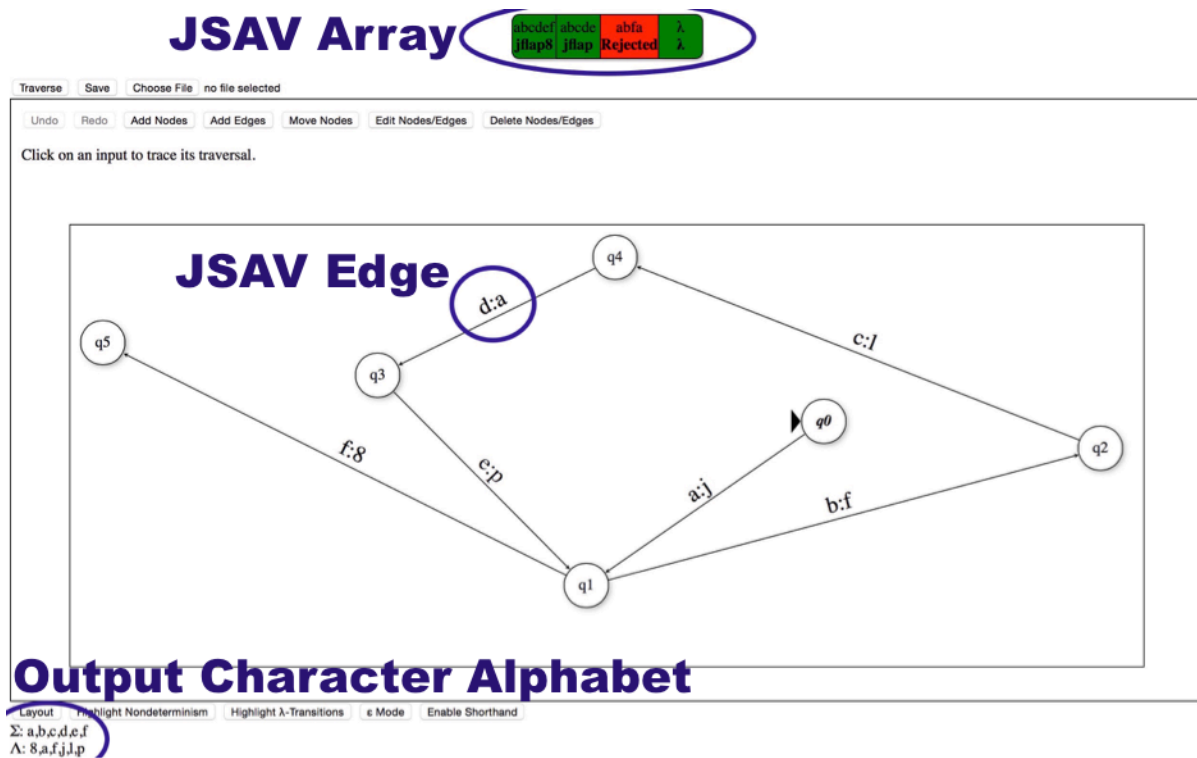 JSAV Array
abcdef abcde abfa λ
jflap8 jflap Rejected λ
Traverse Save Choose File no file selected
Undo Redo Add Nodes Add Edges Move Nodes Edit Nodes/Edges Delete Nodes/Edges
Click on an input to trace its traversal.
q4
JSAV Edge
d:a
q5
c:l
q3
q0
q2
f:8
e:p
a:j
b:f
q1
Output Character Alphabet
Layout Highlight Nondeterminism Highlight λ-Transitions ε Mode Enable Shorthand
Σ: a,b,c,d,e,f
Λ: 8,a,f,j,l,p